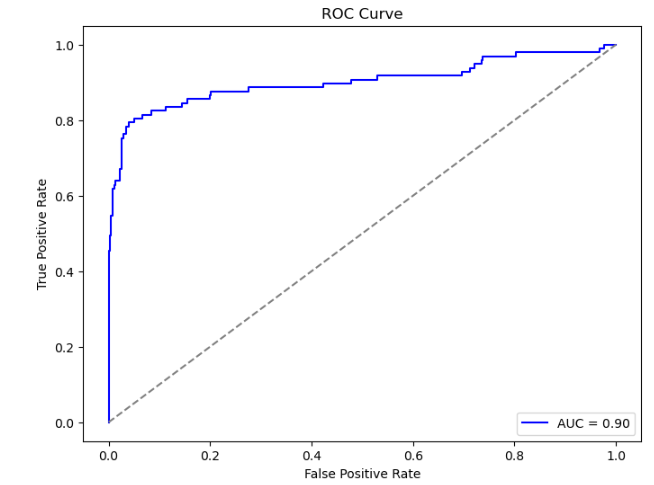 ROC Curve
True Positive Rate
1.0
0.8
0.6
0.4
0.2
0.0
AUC = 0.90
0.0 0.2 0.4 0.6 0.8 1.0
False Positive Rate